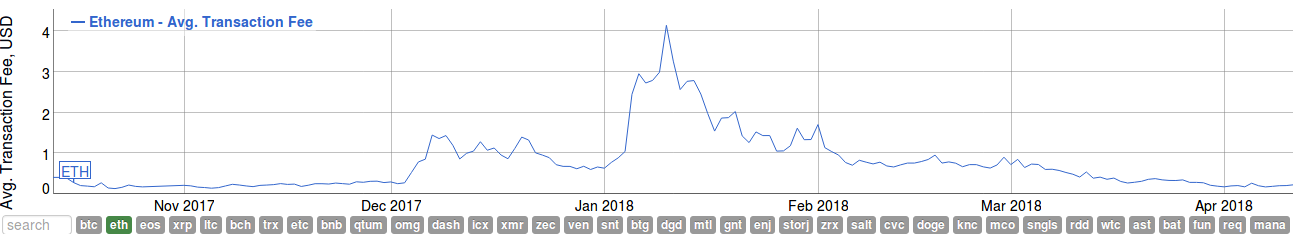 Ethereum - Avg. Transaction Fee
Avg. Transaction Fee, USD
4
3
2
1
0
ETH
Nov 2017 Dec 2017 Jan 2018 Feb 2018 Mar 2018 Apr 2018
search btc eth eos xrp ltc bch trx etc bnb qtum omg dash icx xmr zec ven snt btg dgd mtl gnt enj storj zrx salt cvc doge knc mco sngls rdd wtc ast bat fun req mana